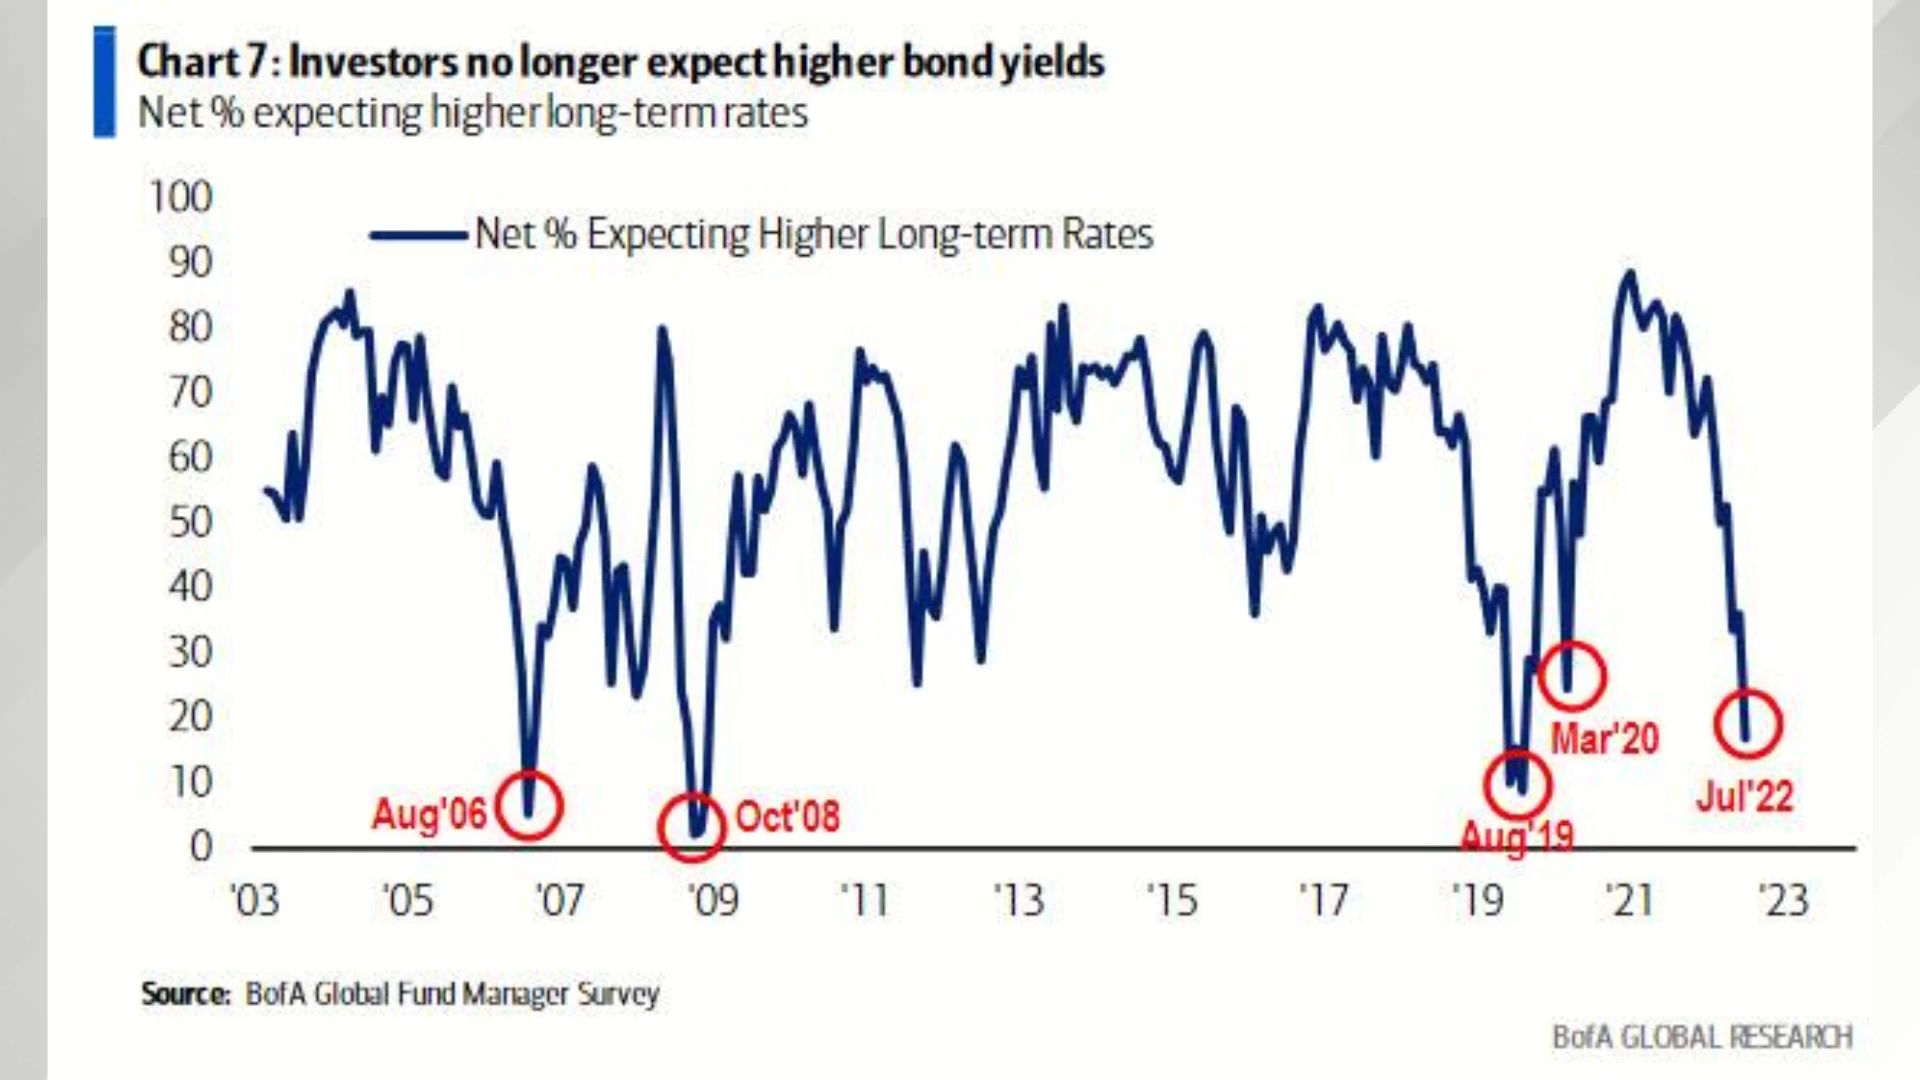 Chart 7: Investors no longer expect higher bond yields
Net % expecting higher long-term rates
100
Net % Expecting Higher Long-term Rates
90
80
70
60
50
40
30
20
10
0
Mar'20
Jul'22
Aug'06
Oct'08
Aug'19
'03 '05 '07 '09 '11 '13 '15 '17 '19 '21 '23
Source: BofA Global Fund Manager Survey
BofA GLOBAL RESEARCH